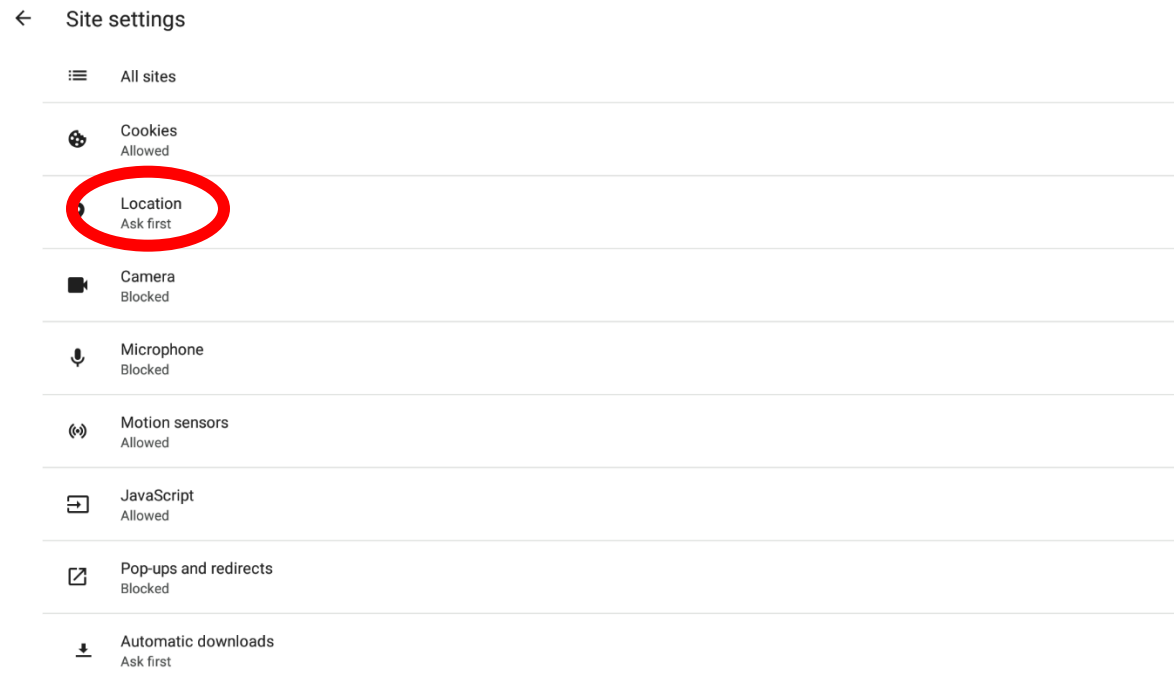 Site settings
All sites
Cookies
Allowed
Location
Ask first
Camera
Blocked
Microphone
Blocked
Motion sensors
Allowed
JavaScript
Allowed
Pop-ups and redirects
Blocked
Automatic downloads
Ask first